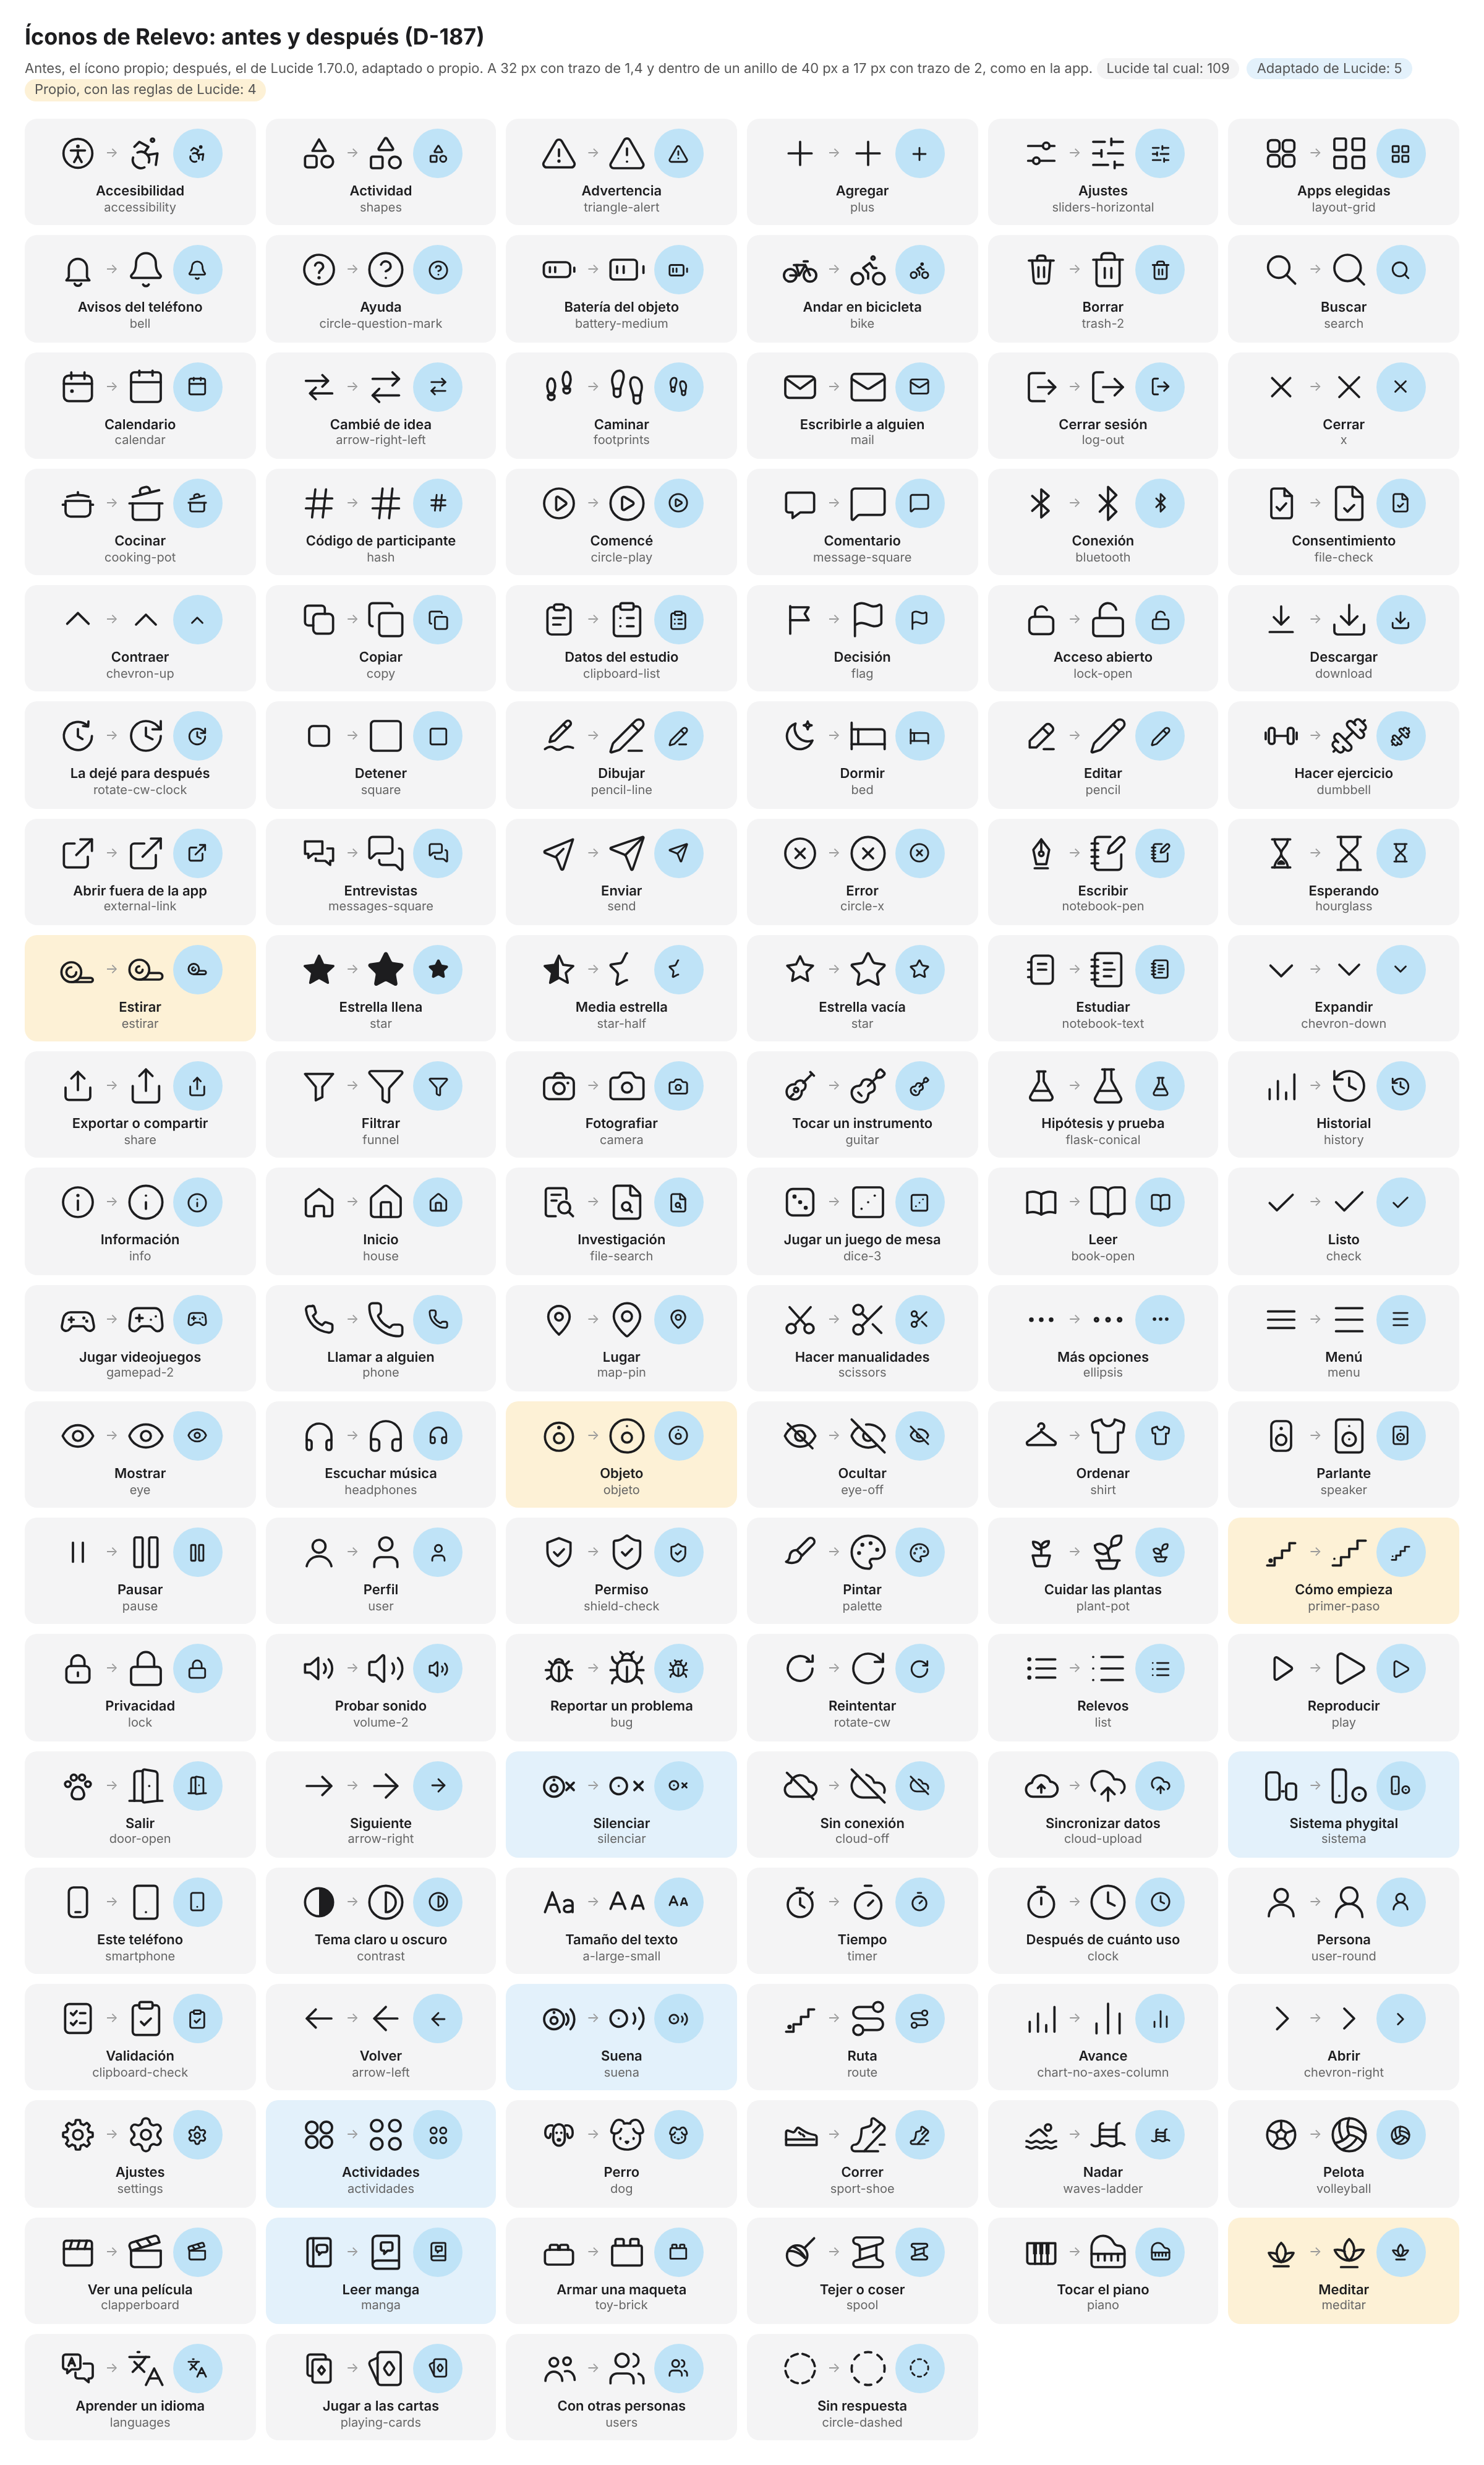 Íconos de Relevo: antes y después (D-187)
Antes, el ícono propio; después, el de Lucide 1.70.0, adaptado o propio. A 32 px con trazo de 1,4 y dentro de un anillo de 40 px a 17 px con trazo de 2, como en la app. Lucide tal cual: 109 Adaptado de Lucide: 5
Propio, con las reglas de Lucide: 4
Accesibilidad Actividad Advertencia Agregar Ajustes Apps elegidas
accessibility shapes triangle-alert plus sliders-horizontal layout-grid
Avisos del teléfono Ayuda Batería del objeto Andar en bicicleta Borrar Buscar
bell circle-question-mark battery-medium bike trash-2 search
Calendario Cambié de idea Caminar Escribirle a alguien Cerrar sesión Cerrar
calendar arrow-right-left footprints mail log-out x
Cocinar Código de participante Comencé Comentario Conexión Consentimiento
cooking-pot hash circle-play message-square bluetooth file-check
Contraer Copiar Datos del estudio Decisión Acceso abierto Descargar
chevron-up copy clipboard-list flag lock-open download
La dejé para después Detener Dibujar Dormir Editar Hacer ejercicio
rotate-cw-clock square pencil-line bed pencil dumbbell
Abrir fuera de la app Entrevistas Enviar Error Escribir Esperando
external-link messages-square send circle-x notebook-pen hourglass
Estirar Estrella llena Media estrella Estrella vacía Estudiar Expandir
estirar star star-half star notebook-text chevron-down
Exportar o compartir Filtrar Fotografiar Tocar un instrumento Hipótesis y prueba Historial
share funnel camera guitar flask-conical history
Información Inicio Investigación Jugar un juego de mesa Leer Listo
info house file-search dice-3 book-open check
Jugar videojuegos Llamar a alguien Lugar Hacer manualidades Más opciones Menú
gamepad-2 phone map-pin scissors ellipsis menu
Mostrar Escuchar música Objeto Ocultar Ordenar Parlante
eye headphones objeto eye-off shirt speaker
Pausar Perfil Permiso Pintar Cuidar las plantas Cómo empieza
pause user shield-check palette plant-pot primer-paso
Privacidad Probar sonido Reportar un problema Reintentar Relevos Reproducir
lock volume-2 bug rotate-cw list play
Salir Siguiente Silenciar Sin conexión Sincronizar datos Sistema phygital
door-open arrow-right silenciar cloud-off cloud-upload sistema
Este teléfono Tema claro u oscuro Tamaño del texto Tiempo Después de cuánto uso Persona
smartphone contrast a-large-small timer clock user-round
Validación Volver Suena Ruta Avance Abrir
clipboard-check arrow-left suena route chart-no-axes-column chevron-right
Ajustes Actividades Perro Correr Nadar Pelota
settings actividades dog sport-shoe waves-ladder volleyball
Ver una película Leer manga Armar una maqueta Tejer o coser Tocar el piano Meditar
clapperboard manga toy-brick spool piano meditar
Aprender un idioma Jugar a las cartas Con otras personas Sin respuesta
languages playing-cards users circle-dashed